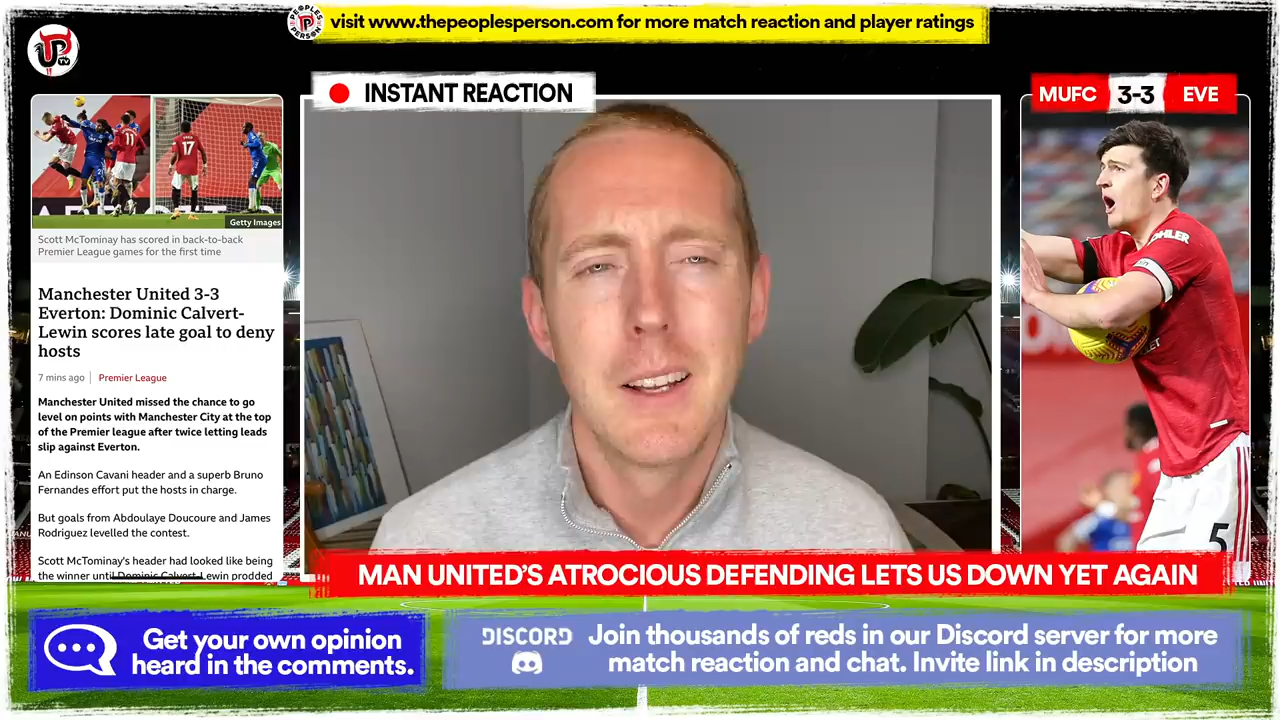 visit www.thepeoplesperson.com for more match reaction and player ratings
PEOPLES
PERSON
TV
INSTANT REACTION
MUFC 3-3 EVE
11
17
21
Getty Images
Scott McTominay has scored in back-to-back
Premier League games for the first time
Manchester United 3-3
Everton: Dominic Calvert-
Lewin scores late goal to deny
hosts
7 mins ago
Premier League
Manchester United missed the chance to go
level on points with Manchester City at the top
of the Premier league after twice letting leads
slip against Everton.
An Edinson Cavani header and a superb Bruno
Fernandes effort put the hosts in charge.
But goals from Abdoulaye Doucoure and James
Rodriguez levelled the contest.
Scott McTominay's header had looked like being
the winner until Dominic Calvert-Lewin prodded
KOHLER
5
MAN UNITED'S ATROCIOUS DEFENDING LETS US DOWN YET AGAIN
Get your own opinion
heard in the comments.
DISCORD
Join thousands of reds in our Discord server for more
match reaction and chat. Invite link in description